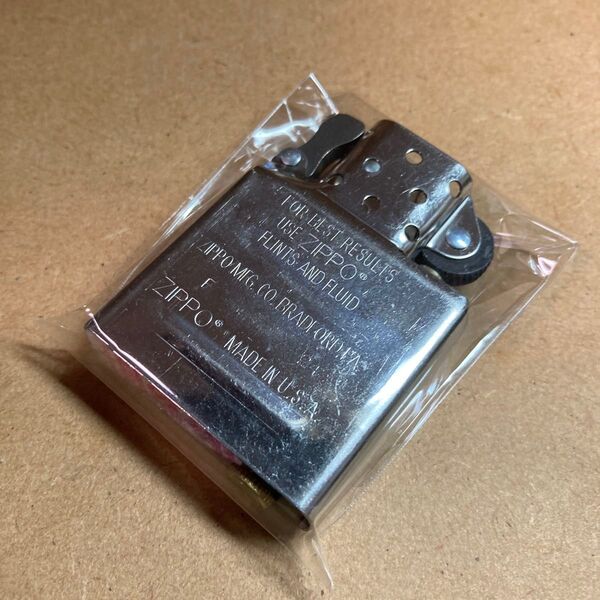 FOR BEST RESULTS
USE ZIPPO®
FLINTS AND FLUID
ZIPPO MFG. CO. BRADFORD, PA.
F
ZIPPO® MADE IN U.S.A.